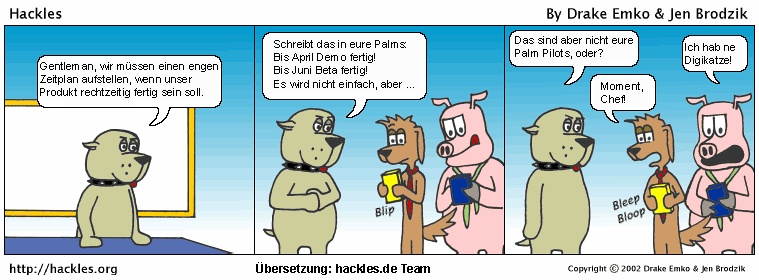 Hackles
By Drake Emko & Jen Brodzik
Gentleman, wir müssen einen engen
Zeitplan aufstellen, wenn unser
Produkt rechtzeitig fertig sein soll.
Schreibt das in eure Palms:
Bis April Demo fertig!
Bis Juni Beta fertig!
Es wird nicht einfach, aber ...
Blip
Das sind aber nicht eure
Palm Pilots, oder?
Moment,
Chef!
Ich hab ne
Digikatze!
Bleep
Bloop
http://hackles.org
Übersetzung: hackles.de Team
Copyright © 2002 Drake Emko & Jen Brodzik